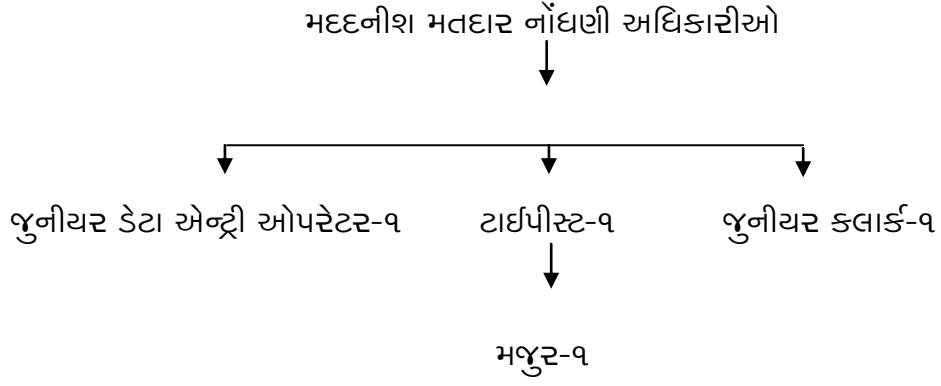 મદદનીશ મતદાર નોંધણી અધિકારીઓ
જુનીયર ડેટા એન્ટ્રી ઓપરેટર-૧ ટાઈપીસ્ટ-૧ જુનીયર કલાર્ક-૧
મજુર-૧